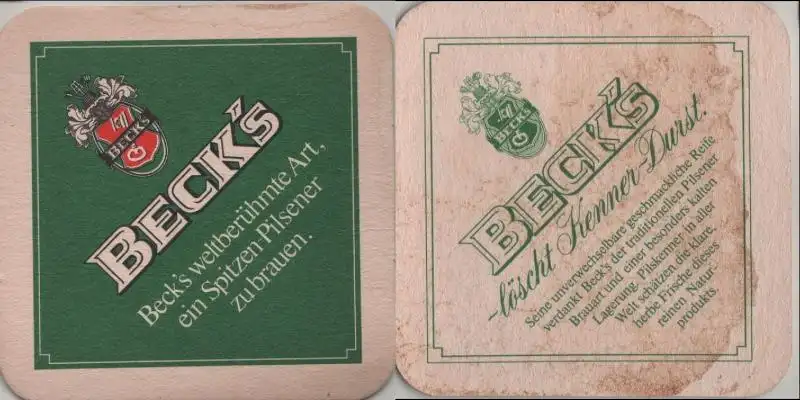 BECK'S
BECK'S
Beck's weltberühmte Art,
ein Spitzen-Pilsener
zu brauen.
BECK'S
BECK'S
-löscht Kenner-Durst.
Seine unverwechselbare geschmackliche Reife
verdankt Beck's der traditionellen Pilsener
Brauart und einer besonders kalten
Lagerung. Pilskenner in aller
Welt schätzen die klare,
herbe Frische dieses
reinen Natur-
produkts.